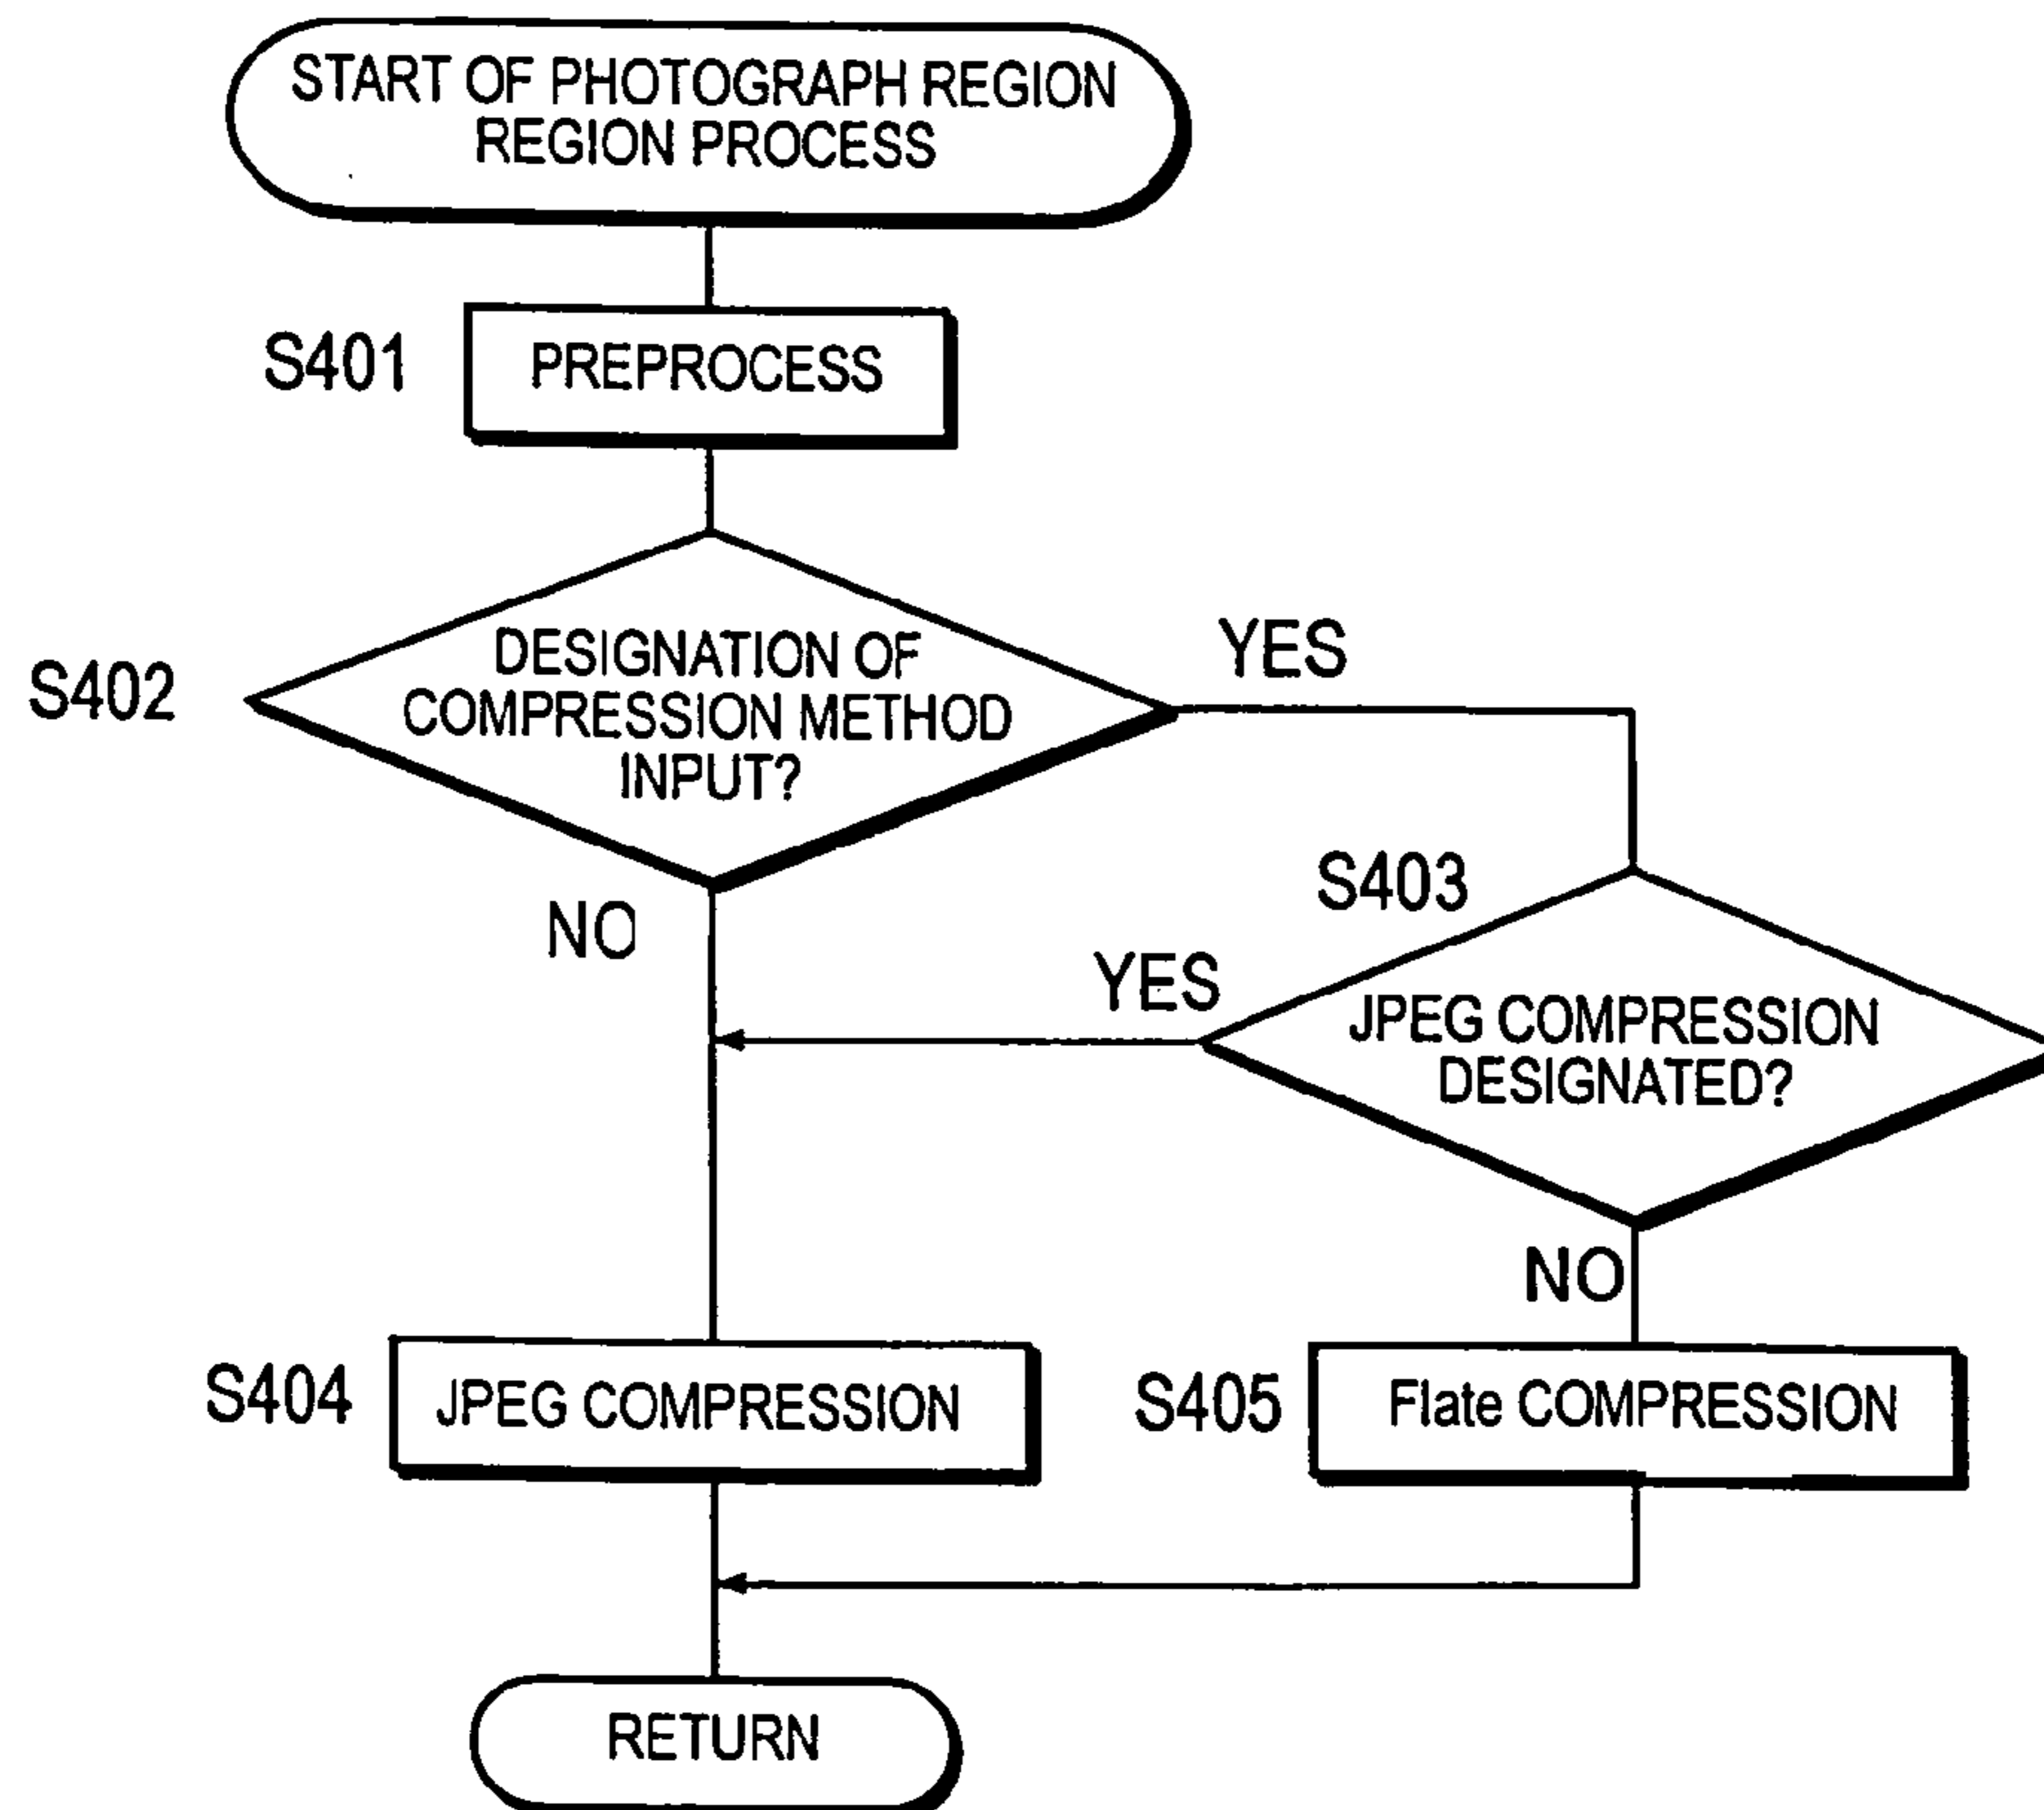 START OF PHOTOGRAPH REGION
REGION PROCESS
S401
PREPROCESS
S402
DESIGNATION OF
COMPRESSION METHOD
INPUT?
YES
NO
S403
YES
JPEG COMPRESSION
DESIGNATED?
NO
S404
JPEG COMPRESSION
S405
Flate COMPRESSION
RETURN